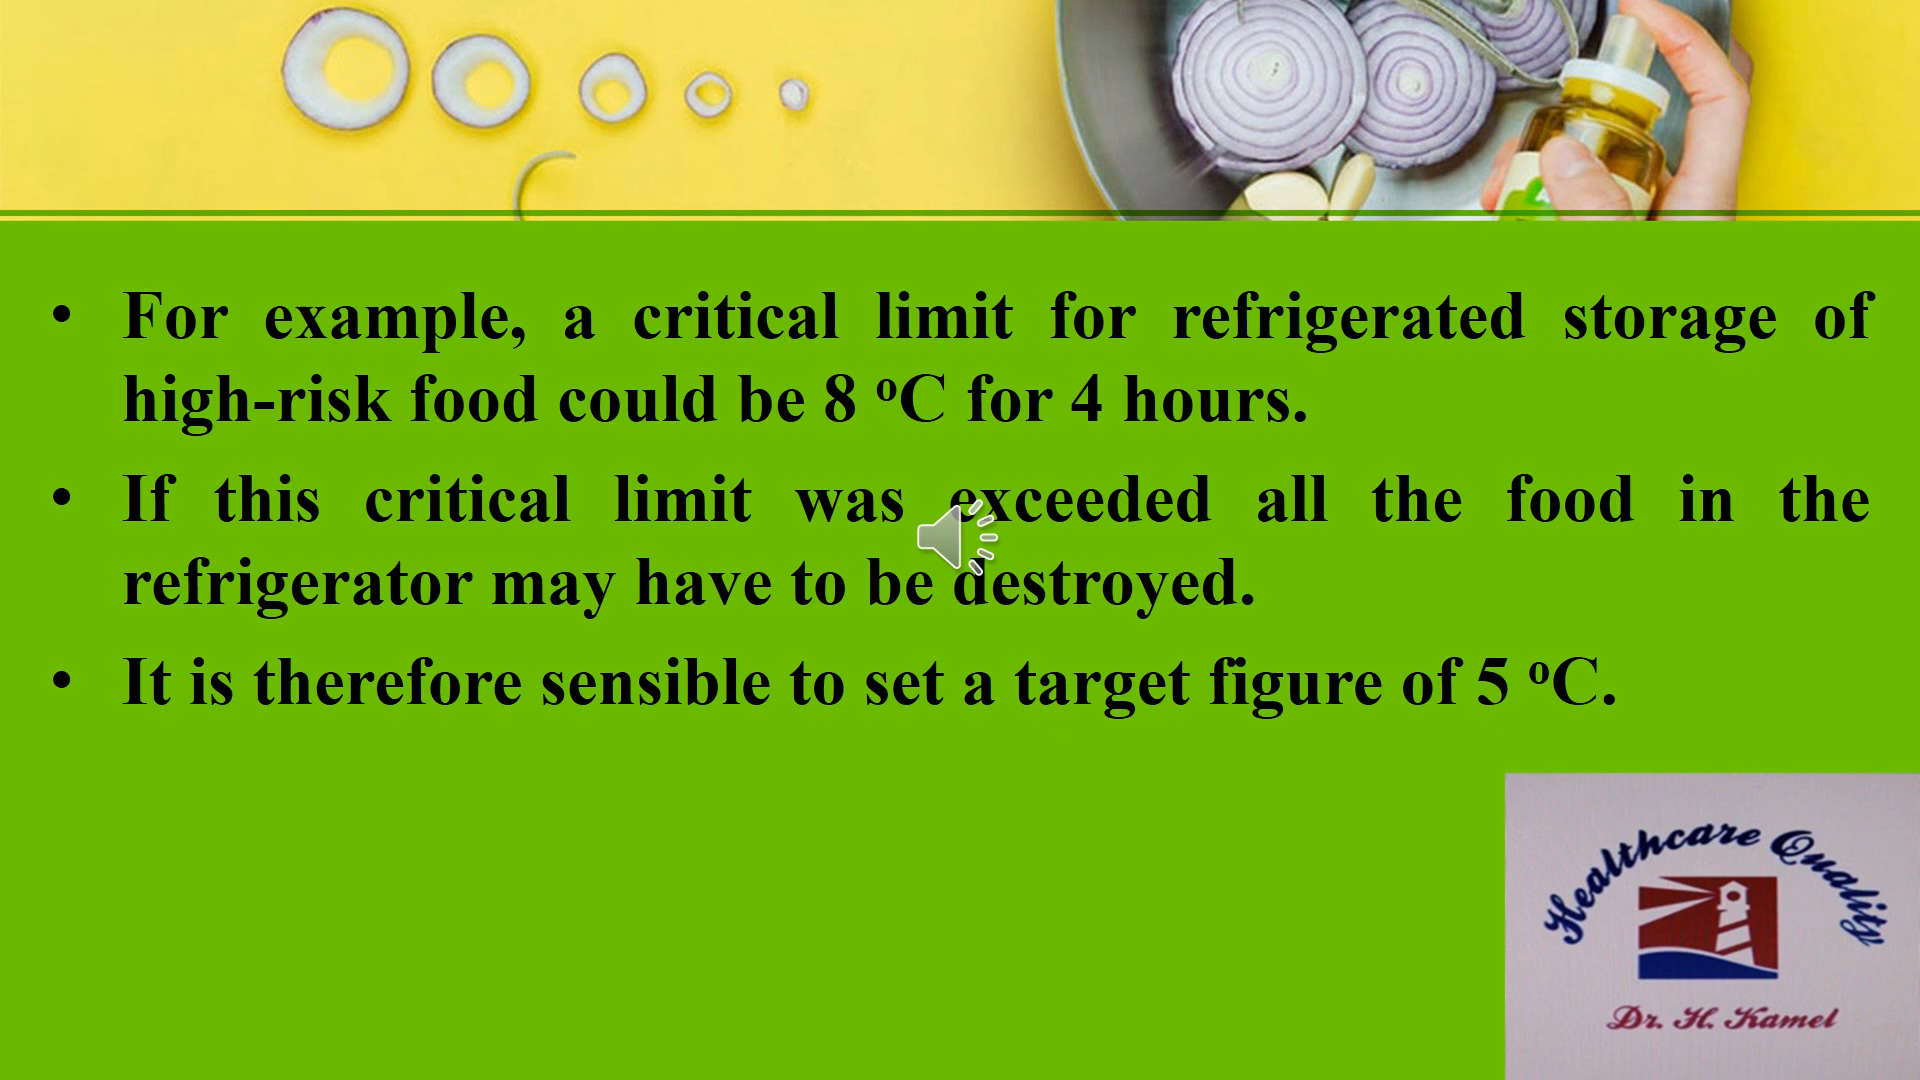 • For example, a critical limit for refrigerated storage of
high-risk food could be 8 ºC for 4 hours.
• If this critical limit was exceeded all the food in the
refrigerator may have to be destroyed.
• It is therefore sensible to set a target figure of 5 ºC.
Healthcare Quality
Dr. H. Kamel